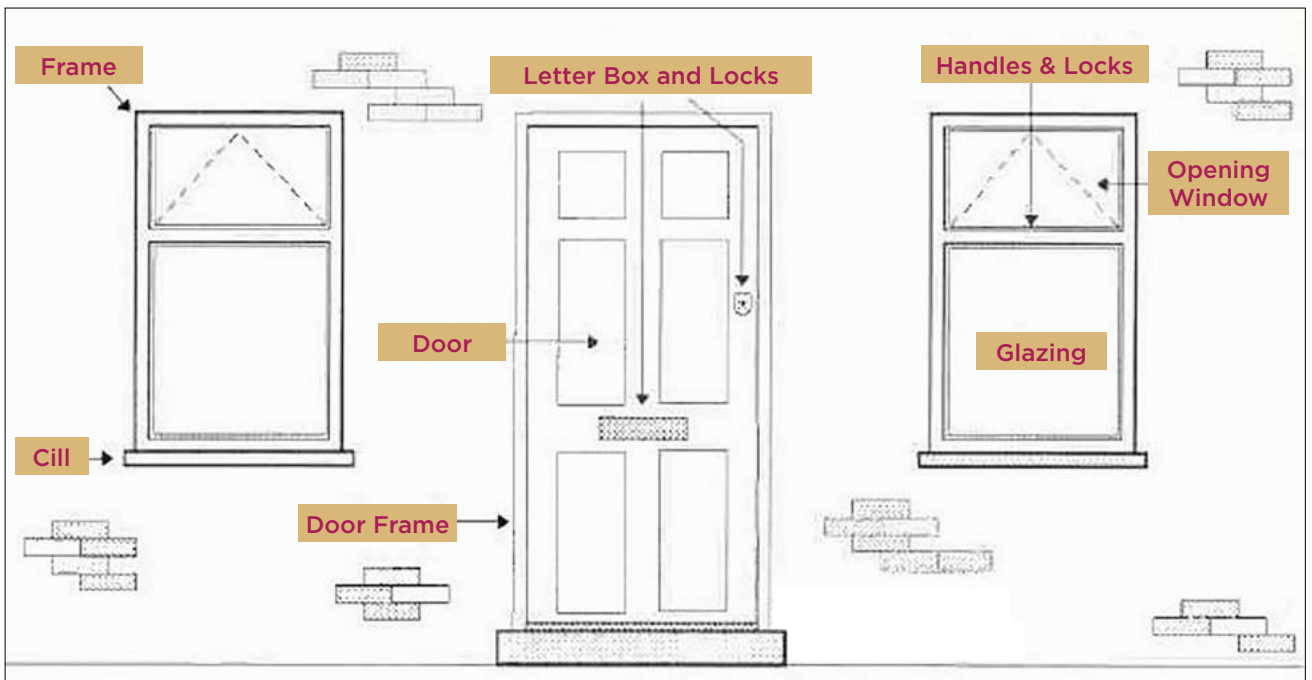 Frame
Letter Box and Locks
Handles & Locks
Opening
Window
Door
Glazing
Cill
Door Frame